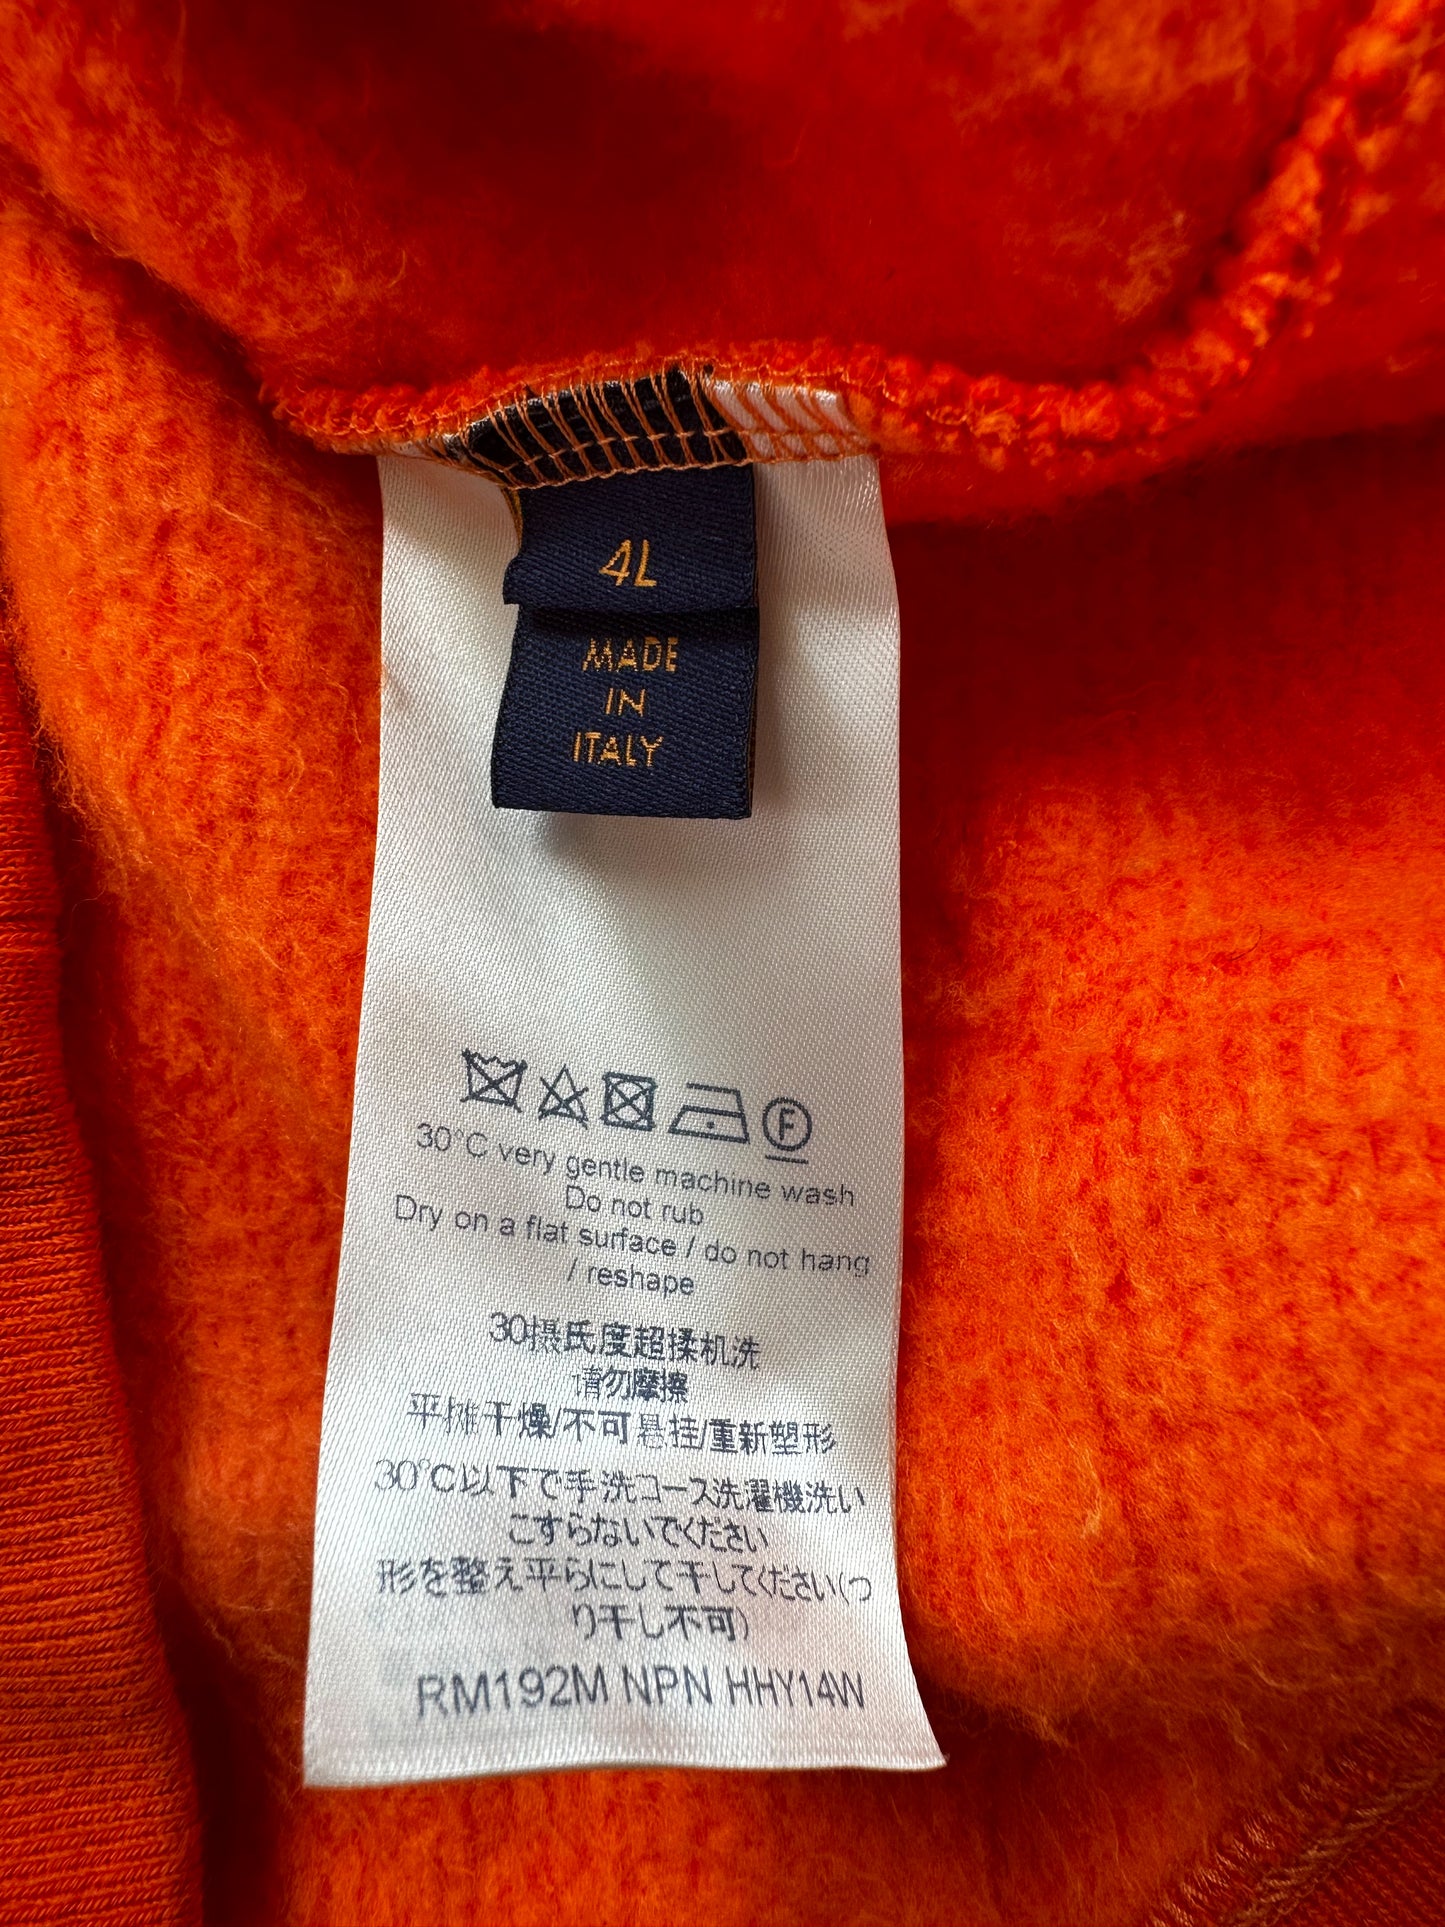 4L
MADE
IN
ITALY
F
30°C very gentle machine wash
Do not rub
Dry on a flat surface / do not hang
/ reshape
30摄氏度超揉机洗
请勿摩擦
平摊干燥/不可悬挂/重新塑形
30°C以下で手洗コース洗濯機洗い
こすらないでください
形を整え平らにして干してください(つ
り干し不可)
RM192M NPN HHY14W